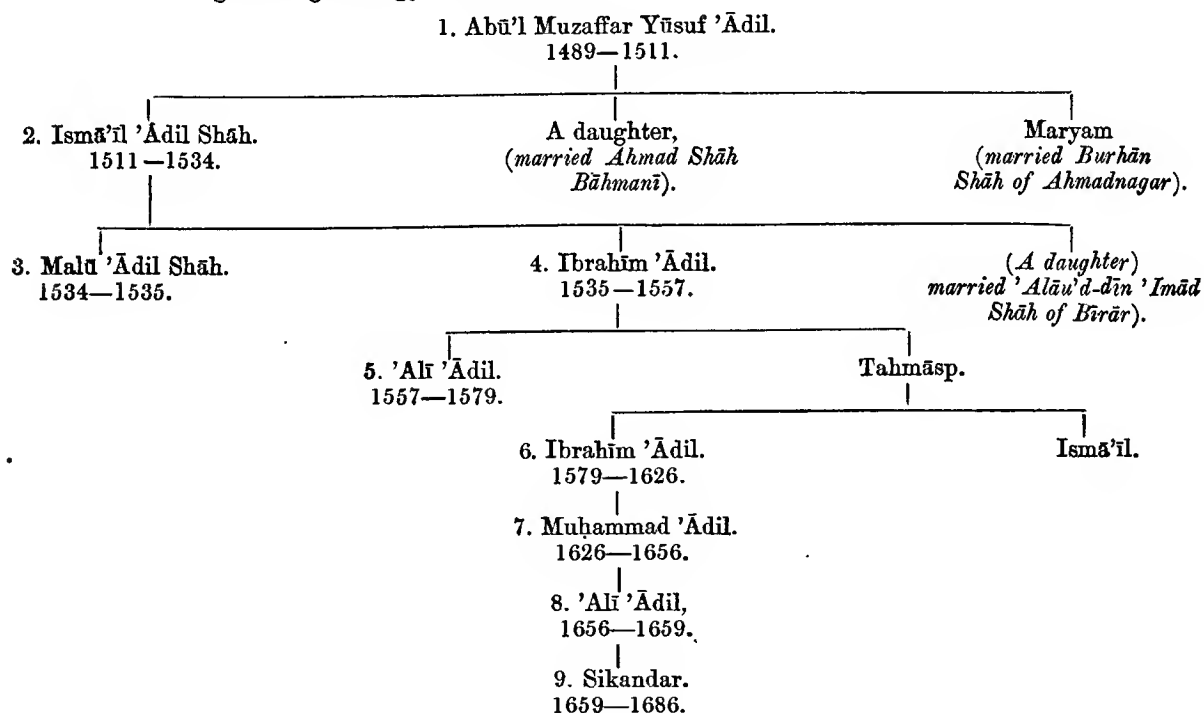 1. Abū'l Muzaffar Yūsuf 'Ādil.
1489—1511.
2. Ismā'īl 'Ādil Shāh.
1511—1534.
A daughter,
(married Ahmad Shāh
Bāhmanī).
Maryam
(married Burhān
Shāh of Ahmadnagar).
3. Malū 'Ādil Shāh.
1534—1535.
4. Ibrahīm 'Ādil.
1535—1557.
(A daughter)
married 'Alāu'd-dīn 'Imād
Shāh of Bīrār).
5. 'Alī 'Ādil.
1557—1579.
Tahmāsp.
6. Ibrahīm 'Ādil.
1579—1626.
Ismā'īl.
7. Muḥammad 'Ādil.
1626—1656.
8. 'Alī 'Ādil,
1656—1659.
9. Sikandar.
1659—1686.